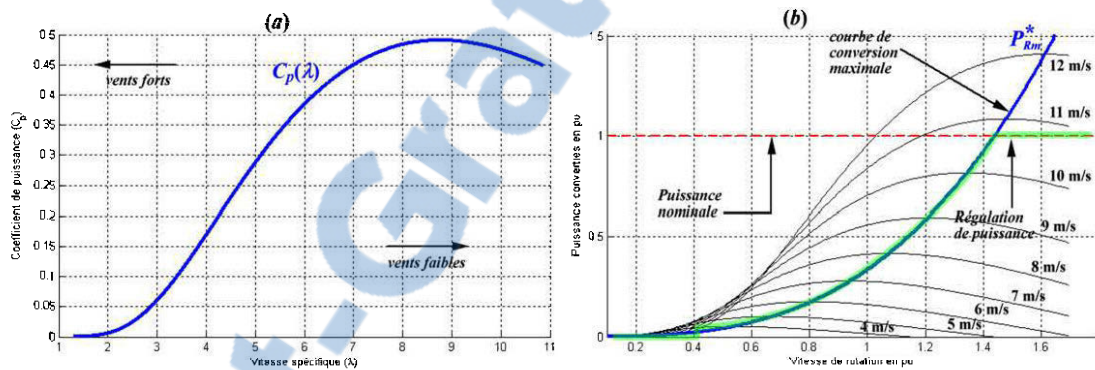 (a)
0.5
0.45
0.4
0.35
0.3
0.25
0.2
0.15
0.1
0.05
0
Coefficient de puissance (Cp)
vents forts
Cp(λ)
vents faibles
1 2 3 4 5 6 7 8 9 10 11
Vitesse spécifique (λ)
(b)
1.5
1
0.5
0
Puissance converties en pu
courbe de
conversion
maximale
P*Rm
12 m/s
11 m/s
10 m/s
9 m/s
8 m/s
7 m/s
6 m/s
5 m/s
4 m/s
Puissance
nominale
Régulation
de puissance
0.2 0.4 0.6 0.8 1 1.2 1.4 1.6
Vitesse de rotation en pu